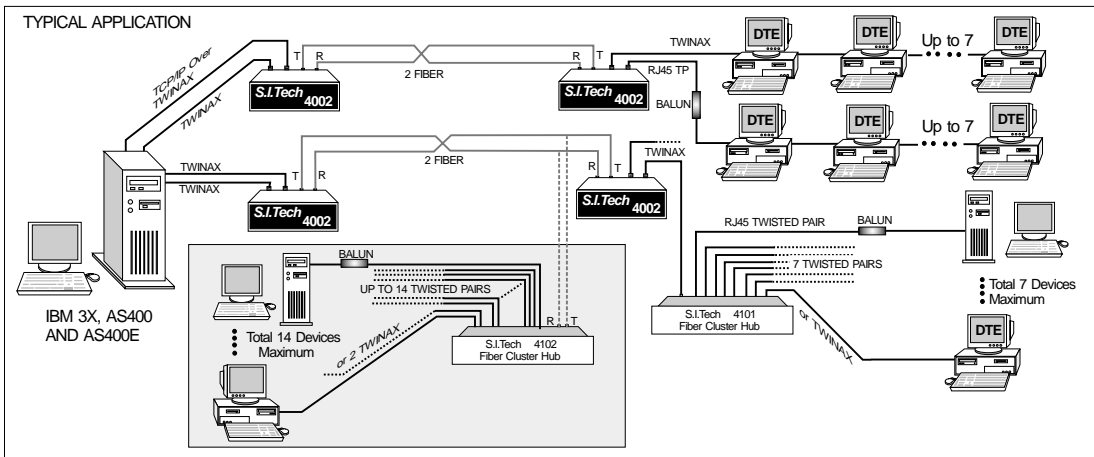 TYPICAL APPLICATION
TCP/IP Over
TWINAX
TWINAX
T
R
2 FIBER
R
T
S.I.Tech
4002
S.I.Tech
4002
TWINAX
RJ45 TP
BALUN
DTE
DTE
Up to 7
DTE
DTE
DTE
Up to 7
DTE
TWINAX
TWINAX
T
R
2 FIBER
R
T
TWINAX
S.I.Tech
4002
S.I.Tech
4002
IBM 3X, AS400
AND AS400E
RJ45 TWISTED PAIR
BALUN
7 TWISTED PAIRS
Total 7 Devices
Maximum
S.I.Tech 4101
Fiber Cluster Hub
or TWINAX
DTE
BALUN
UP TO 14 TWISTED PAIRS
R
T
Total 14 Devices
Maximum
or 2 TWINAX
S.I.Tech 4102
Fiber Cluster Hub